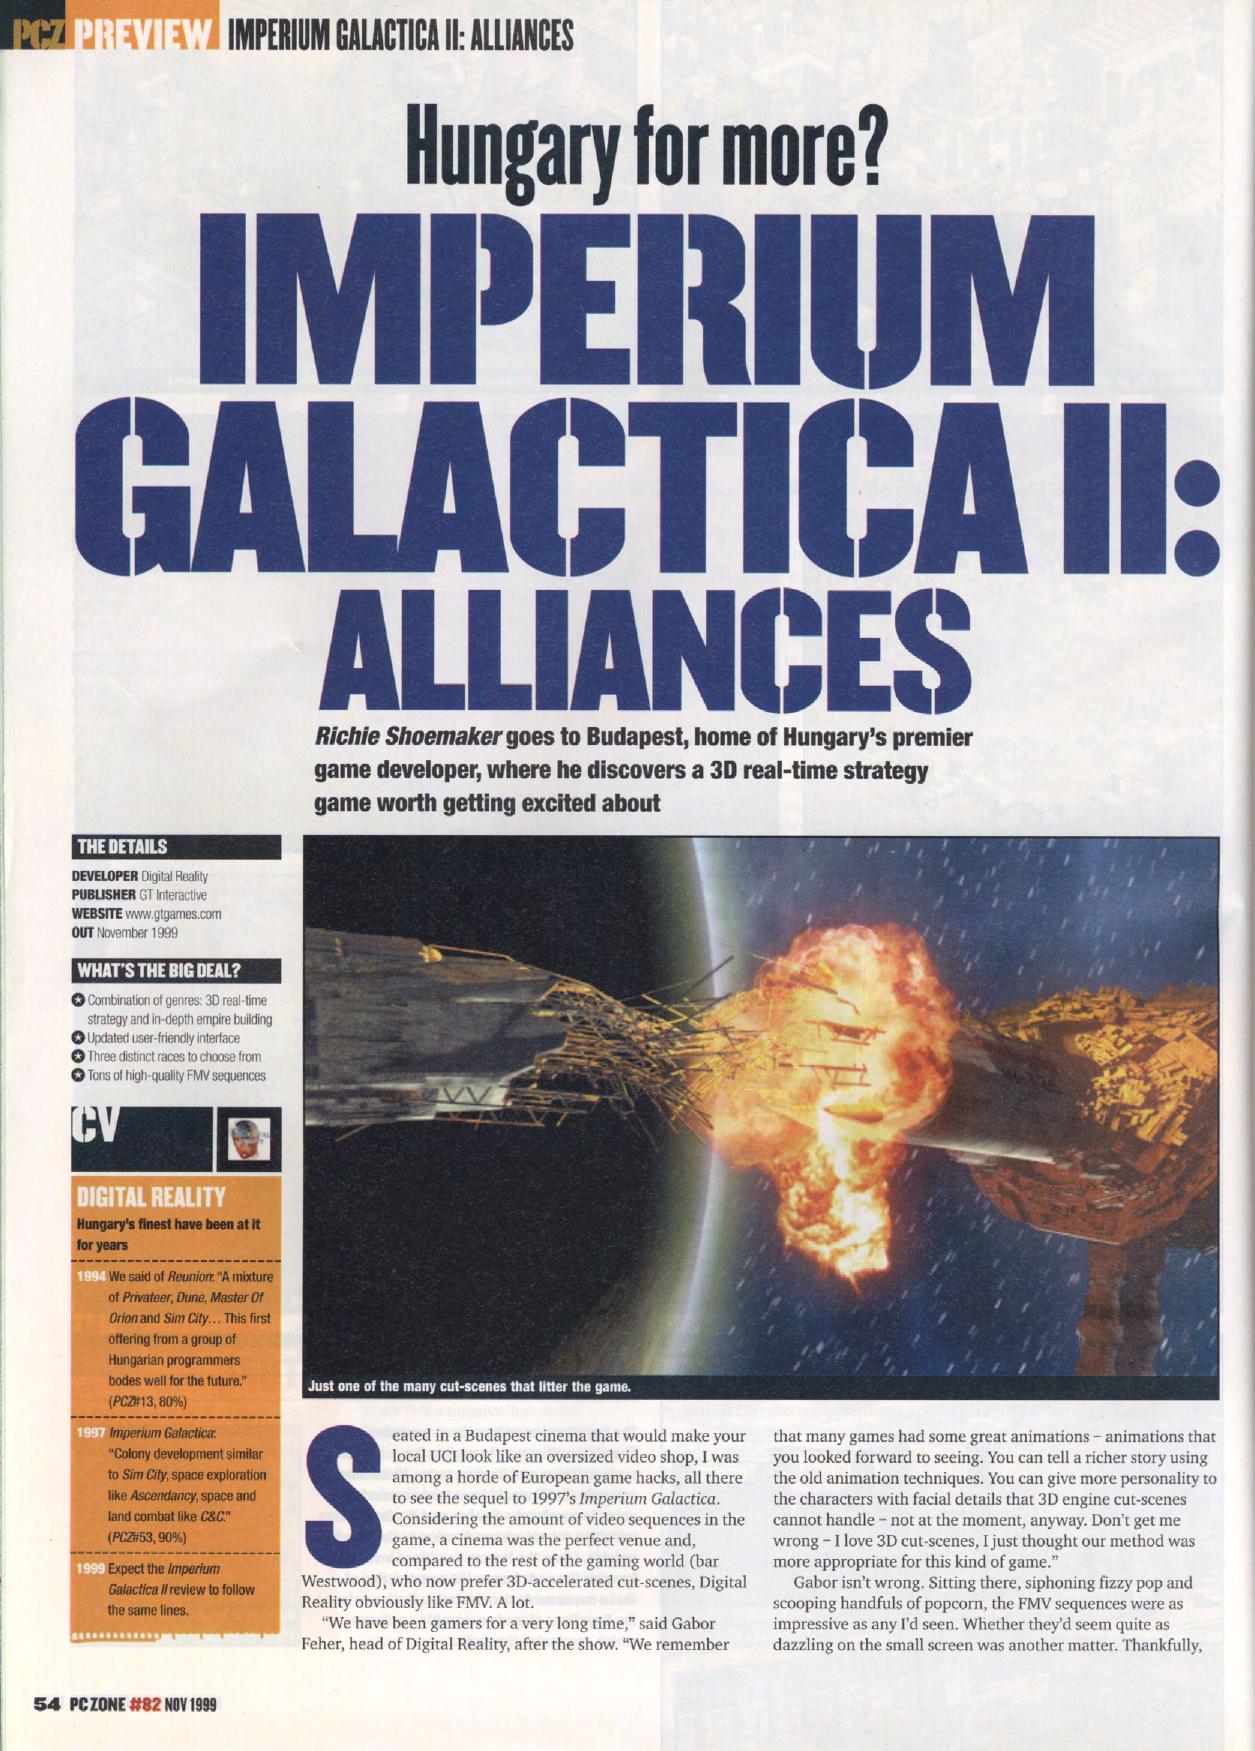 PCZ PREVIEW IMPERIUM GALACTICA II: ALLIANCES
Hungary for more?
IMPERIUM
GALACTICA II:
ALLIANCES
Richie Shoemaker goes to Budapest, home of Hungary's premier
game developer, where he discovers a 3D real-time strategy
game worth getting excited about
THE DETAILS
DEVELOPER Digital Reality
PUBLISHER GT Interactive
WEBSITE www.gtgames.com
OUT November 1999
WHAT'S THE BIG DEAL?
Combination of genres: 3D real-time
strategy and in-depth empire building
Updated user-friendly interface
Three distinct races to choose from
Tons of high-quality FMV sequences
CV
DIGITAL REALITY
Hungary's finest have been at it
for years
1994 We said of Reunion: "A mixture
of Privateer, Dune, Master Of
Orion and Sim City... This first
offering from a group of
Hungarian programmers
bodes well for the future."
(PCZ#13, 80%)
1997 Imperium Galactica:
"Colony development similar
to Sim City, space exploration
like Ascendancy, space and
land combat like C&C."
(PCZ#53, 90%)
1999 Expect the Imperium
Galactica II review to follow
the same lines.
Just one of the many cut-scenes that litter the game.
Seated in a Budapest cinema that would make your
local UCI look like an oversized video shop, I was
among a horde of European game hacks, all there
to see the sequel to 1997's Imperium Galactica.
Considering the amount of video sequences in the
game, a cinema was the perfect venue and,
compared to the rest of the gaming world (bar
Westwood), who now prefer 3D-accelerated cut-scenes, Digital
Reality obviously like FMV. A lot.
"We have been gamers for a very long time," said Gabor
Feher, head of Digital Reality, after the show. "We remember
that many games had some great animations – animations that
you looked forward to seeing. You can tell a richer story using
the old animation techniques. You can give more personality to
the characters with facial details that 3D engine cut-scenes
cannot handle – not at the moment, anyway. Don't get me
wrong – I love 3D cut-scenes, I just thought our method was
more appropriate for this kind of game."
Gabor isn't wrong. Sitting there, siphoning fizzy pop and
scooping handfuls of popcorn, the FMV sequences were as
impressive as any I'd seen. Whether they'd seem quite as
dazzling on the small screen was another matter. Thankfully,
54 PC ZONE #82 NOV 1999